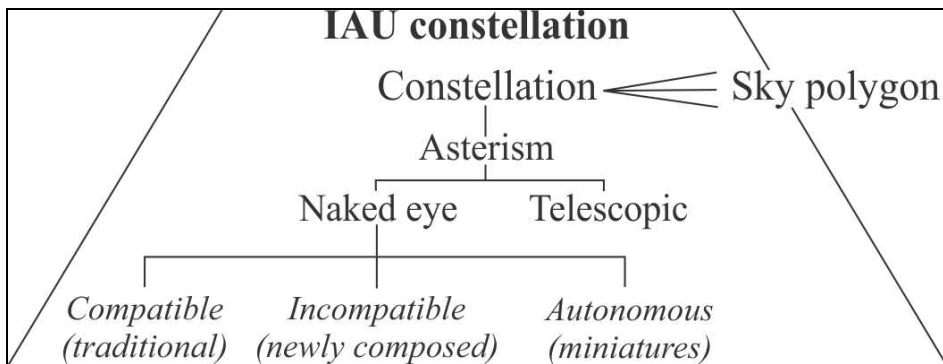 IAU constellation
Constellation Sky polygon
Asterism
Naked eye Telescopic
Compatible Incompatible Autonomous
(traditional) (newly composed) (miniatures)